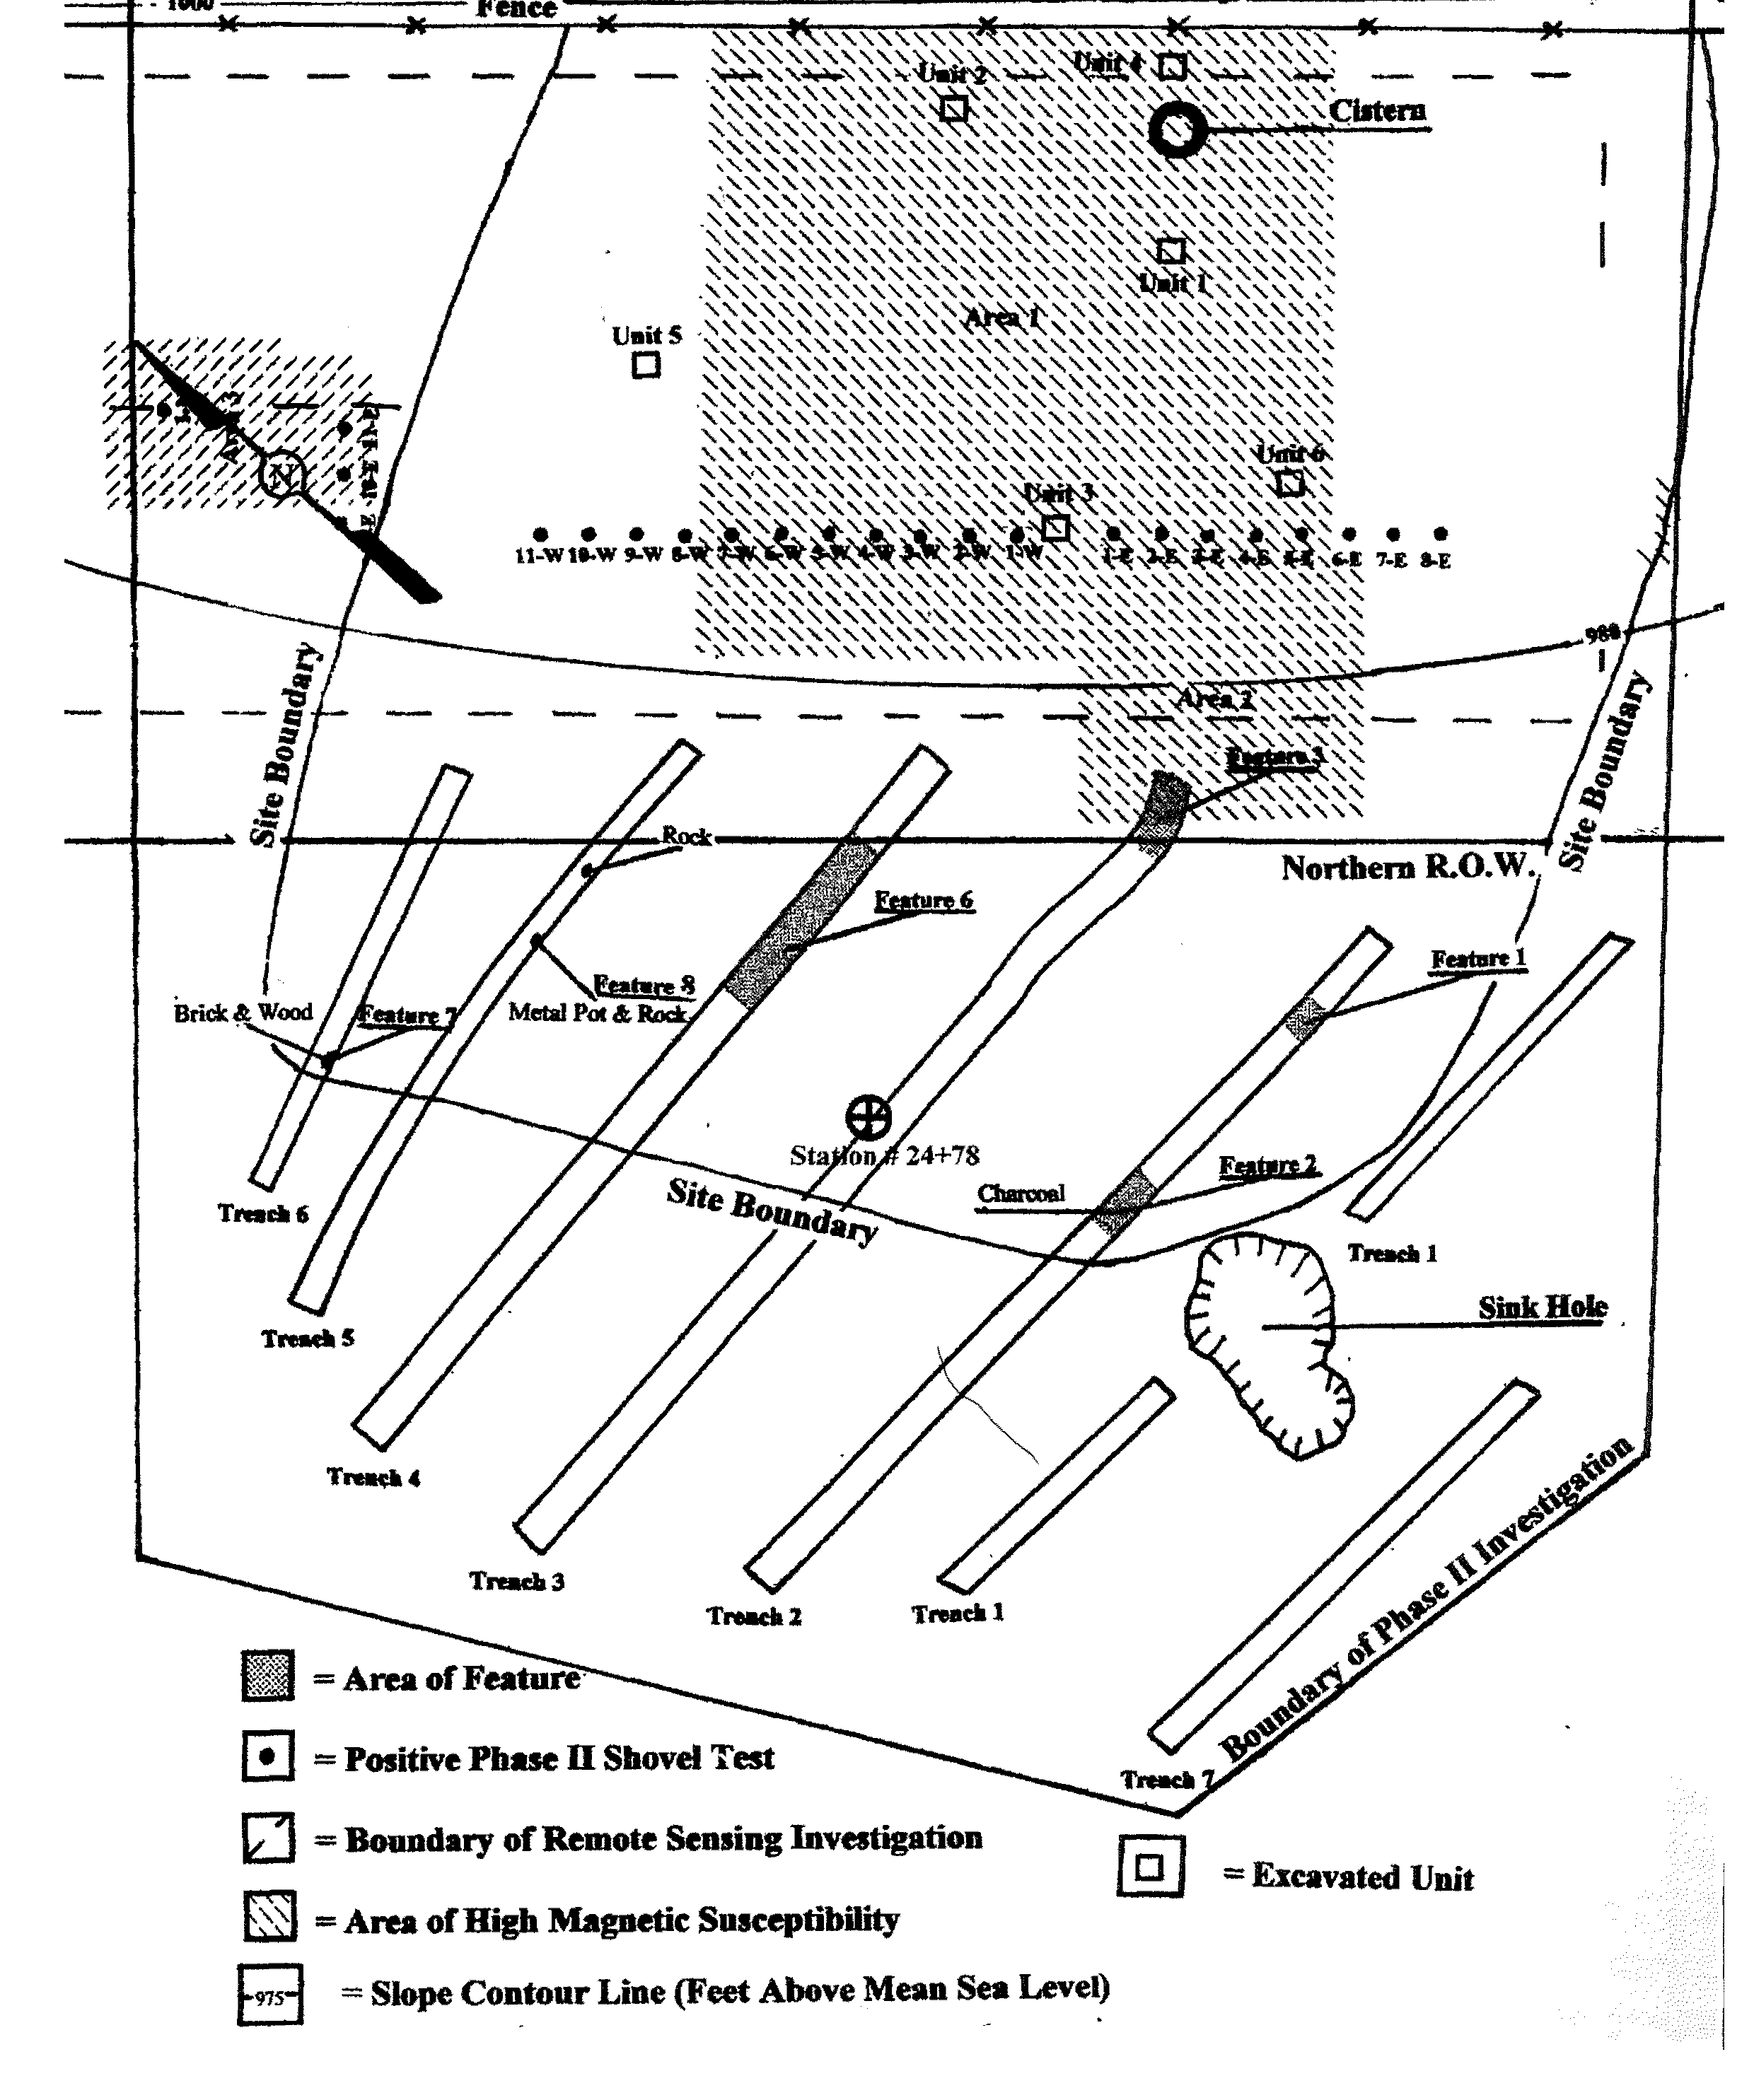 1000
Fence
Unit 2
Unit 4
Cistern
Unit 1
Area 1
Unit 5
N
Unit 6
Unit 3
11-W 10-W 9-W 8-W 7-W 6-W 5-W 4-W 3-W 2-W 1-W 1-E 2-E 3-E 4-E 5-E 6-E 7-E 8-E
980
Site Boundary
Site Boundary
Area 2
Rock
Northern R.O.W.
Feature 6
Feature 1
Feature 8
Metal Pot & Rock
Brick & Wood
Feature 7
Station # 24+78
Feature 2
Charcoal
Site Boundary
Trench 6
Trench 1
Sink Hole
Trench 5
Trench 4
Trench 3
Trench 2
Trench 1
Boundary of Phase II Investigation
Trench 7
= Area of Feature
= Positive Phase II Shovel Test
= Boundary of Remote Sensing Investigation
= Excavated Unit
= Area of High Magnetic Susceptibility
-975- = Slope Contour Line (Feet Above Mean Sea Level)